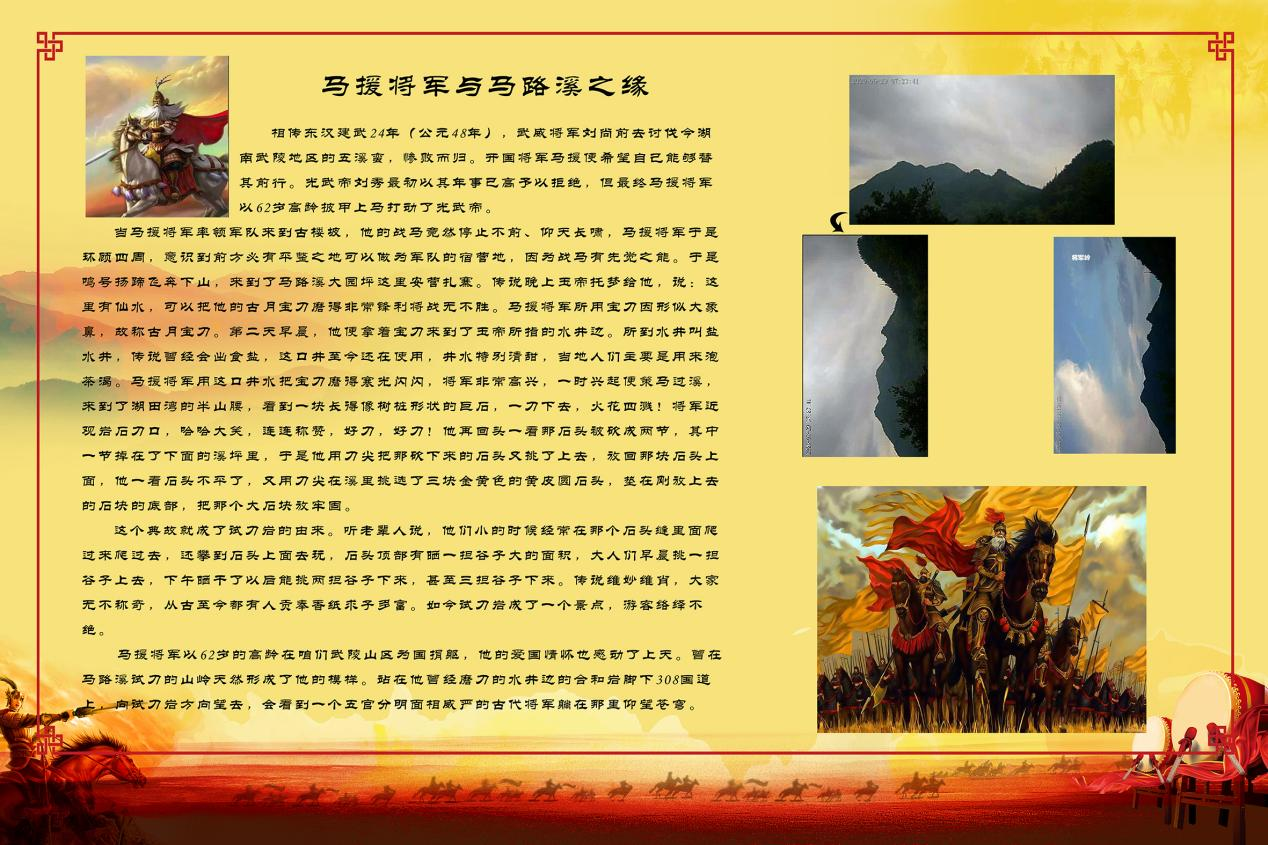 马援将军与马路溪之缘
相传东汉建武24年（公元48年），武威将军刘尚前去讨伐今湖
南武陵地区的五溪蛮，惨败而归。开国将军马援便希望自己能够替
其前行。光武帝刘秀最初以其年事已高予以拒绝，但最终马援将军
以62岁高龄披甲上马打动了光武帝。
当马援将军率领军队来到古楼坡，他的战马竟然停止不前、仰天长啸，马援将军于是
环顾四周，意识到前方必有平整之地可以做为军队的宿营地，因为战马有先觉之能。于是
鸣号扬蹄飞奔下山，来到了马路溪大园坪这里安营扎寨。传说晚上玉帝托梦给他，说：这
里有仙水，可以把他的古月宝刀磨得非常锋利将战无不胜。马援将军所用宝刀因形似大象
鼻，故称古月宝刀。第二天早晨，他便拿着宝刀来到了玉帝所指的水井边。所到水井叫盐
水井，传说曾经会出食盐，这口井至今还在使用，井水特别清甜，当地人们主要是用来泡
茶喝。马援将军用这口井水把宝刀磨得寒光闪闪，将军非常高兴，一时兴起便策马过溪，
来到了湖田湾的半山腰，看到一块长得像树桩形状的巨石，一刀下去，火花四溅！将军近
观岩石刀口，哈哈大笑，连连称赞，好刀，好刀！他再回头一看那石头被砍成两节，其中
一节掉在了下面的溪坪里，于是他用刀尖把那砍下来的石头又挑了上去，放回那块石头上
面，他一看石头不平了，又用刀尖在溪里挑选了三块金黄色的黄皮圆石头，垫在刚放上去
的石块的底部，把那个大石块放牢固。
这个典故就成了试刀岩的由来。听老辈人说，他们小的时候经常在那个石头缝里面爬
过来爬过去，还攀到石头上面去玩，石头顶部有晒一担谷子大的面积，大人们早晨挑一担
谷子上去，下午晒干了以后能挑两担谷子下来，甚至三担谷子下来。传说维妙维肖，大家
无不称奇，从古至今都有人贡奉香纸求子多富。如今试刀岩成了一个景点，游客络绎不
绝。
马援将军以62岁的高龄在咱们武陵山区为国捐躯，他的爱国情怀也感动了上天。曾在
马路溪试刀的山岭天然形成了他的模样。站在他曾经磨刀的水井边的合和岩脚下308国道
上，向试刀岩方向望去，会看到一个五官分明面相威严的古代将军躺在那里仰望苍穹。
将军岭